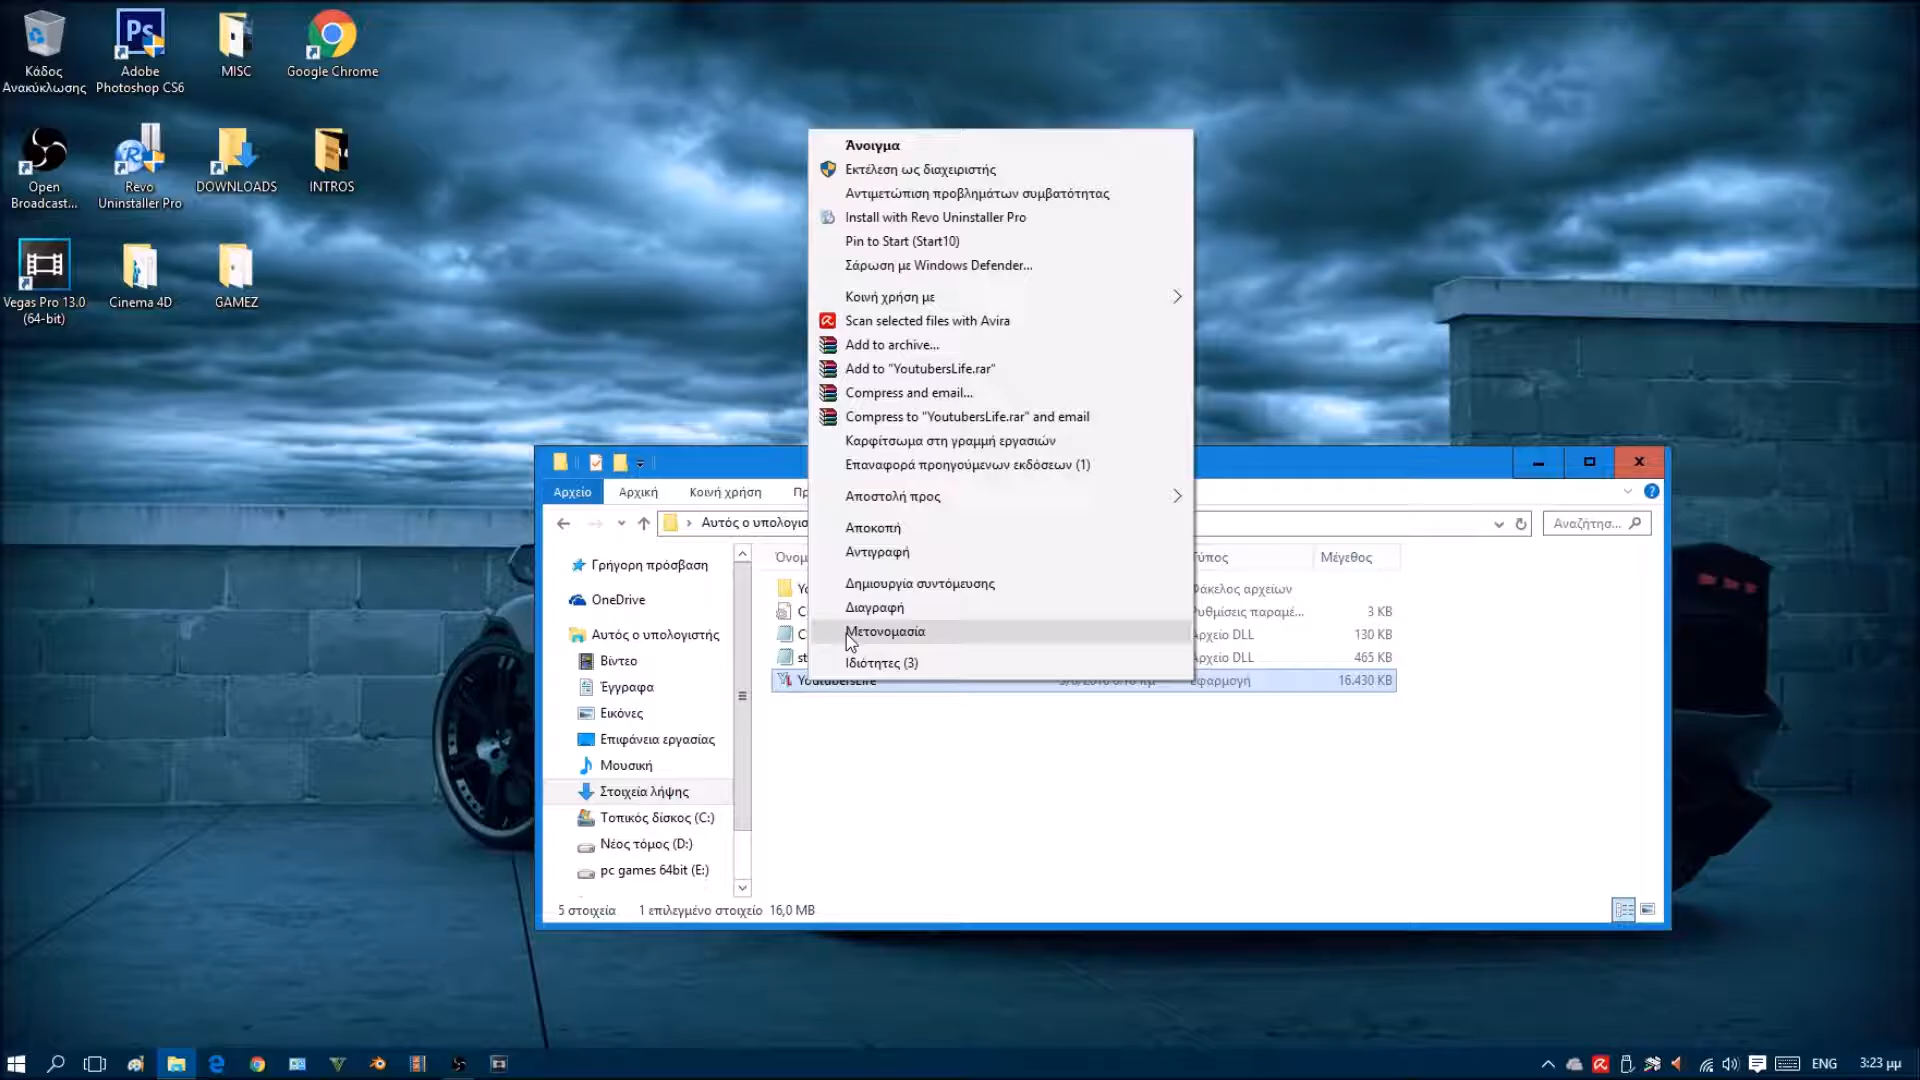 Κάδος
Ανακύκλωσης
Ps
Adobe
Photoshop CS6
MISC
Google Chrome
Open
Broadcast...
Revo
Uninstaller Pro
DOWNLOADS
INTROS
Vegas Pro 13.0
(64-bit)
Cinema 4D
GAMEZ
Άνοιγμα
Εκτέλεση ως διαχειριστής
Αντιμετώπιση προβλημάτων συμβατότητας
Install with Revo Uninstaller Pro
Pin to Start (Start10)
Σάρωση με Windows Defender...
Κοινή χρήση με
Scan selected files with Avira
Add to archive...
Add to "YoutubersLife.rar"
Compress and email...
Compress to "YoutubersLife.rar" and email
Καρφίτσωμα στη γραμμή εργασιών
Επαναφορά προηγούμενων εκδόσεων (1)
Αποστολή προς
Αποκοπή
Αντιγραφή
Δημιουργία συντόμευσης
Διαγραφή
Μετονομασία
Ιδιότητες (3)
Αρχείο Αρχική Κοινή χρήση Πρ
Αυτός ο υπολογισ
Αναζήτησ...
Όνομ
Τύπος Μέγεθος
Yo
Φάκελος αρχείων
C
Ρυθμίσεις παραμέ... 3 KB
C
Αρχείο DLL 130 KB
st
Αρχείο DLL 465 KB
YoutubersLife
Εφαρμογή 16.430 KB
Γρήγορη πρόσβαση
OneDrive
Αυτός ο υπολογιστής
Βίντεο
Έγγραφα
Εικόνες
Επιφάνεια εργασίας
Μουσική
Στοιχεία λήψης
Τοπικός δίσκος (C:)
Νέος τόμος (D:)
pc games 64bit (E:)
5 στοιχεία 1 επιλεγμένο στοιχείο 16,0 MB
ENG 3:23 μμ